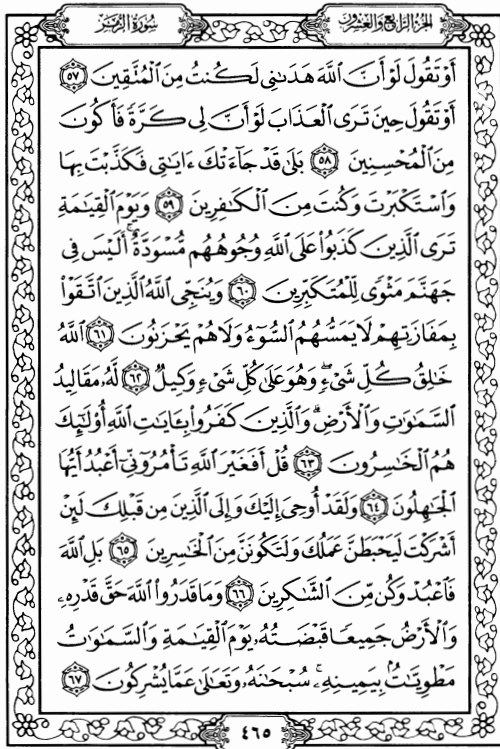 الجزء الرابع والعشرون
سورة الزمر
أَوْ تَقُولَ لَوْ أَنَّ ٱللَّهَ هَدَىٰنِى لَكُنتُ مِنَ ٱلْمُتَّقِينَ ٥٧
أَوْ تَقُولَ حِينَ تَرَى ٱلْعَذَابَ لَوْ أَنَّ لِى كَرَّةً فَأَكُونَ
مِنَ ٱلْمُحْسِنِينَ ٥٨ بَلَىٰ قَدْ جَآءَتْكَ ءَايَٰتِى فَكَذَّبْتَ بِهَا
وَٱسْتَكْبَرْتَ وَكُنتَ مِنَ ٱلْكَٰفِرِينَ ٥٩ وَيَوْمَ ٱلْقِيَٰمَةِ
تَرَى ٱلَّذِينَ كَذَبُوا۟ عَلَى ٱللَّهِ وُجُوهُهُم مُّسْوَدَّةٌ ۚ أَلَيْسَ فِى
جَهَنَّمَ مَثْوًى لِّلْمُتَكَبِّرِينَ ٦٠ وَيُنَجِّى ٱللَّهُ ٱلَّذِينَ ٱتَّقَوْا۟
بِمَفَازَتِهِمْ لَا يَمَسُّهُمُ ٱلسُّوٓءُ وَلَا هُمْ يَحْزَنُونَ ٦١ ٱللَّهُ
خَٰلِقُ كُلِّ شَىْءٍ ۖ وَهُوَ عَلَىٰ كُلِّ شَىْءٍ وَكِيلٌ ٦٢ لَّهُۥ مَقَالِيدُ
ٱلسَّمَٰوَٰتِ وَٱلْأَرْضِ ۗ وَٱلَّذِينَ كَفَرُوا۟ بِـَٔايَٰتِ ٱللَّهِ أُو۟لَٰٓئِكَ
هُمُ ٱلْخَٰسِرُونَ ٦٣ قُلْ أَفَغَيْرَ ٱللَّهِ تَأْمُرُوٓنِّىٓ أَعْبُدُ أَيُّهَا
ٱلْجَٰهِلُونَ ٦٤ وَلَقَدْ أُوحِىَ إِلَيْكَ وَإِلَى ٱلَّذِينَ مِن قَبْلِكَ لَئِنْ
أَشْرَكْتَ لَيَحْبَطَنَّ عَمَلُكَ وَلَتَكُونَنَّ مِنَ ٱلْخَٰسِرِينَ ٦٥ بَلِ ٱللَّهَ
فَٱعْبُدْ وَكُن مِّنَ ٱلشَّٰكِرِينَ ٦٦ وَمَا قَدَرُوا۟ ٱللَّهَ حَقَّ قَدْرِهِۦ
وَٱلْأَرْضُ جَمِيعًا قَبْضَتُهُۥ يَوْمَ ٱلْقِيَٰمَةِ وَٱلسَّمَٰوَٰتُ
مَطْوِيَّٰتٌۢ بِيَمِينِهِۦ ۚ سُبْحَٰنَهُۥ وَتَعَٰلَىٰ عَمَّا يُشْرِكُونَ ٦٧
٤٦٥